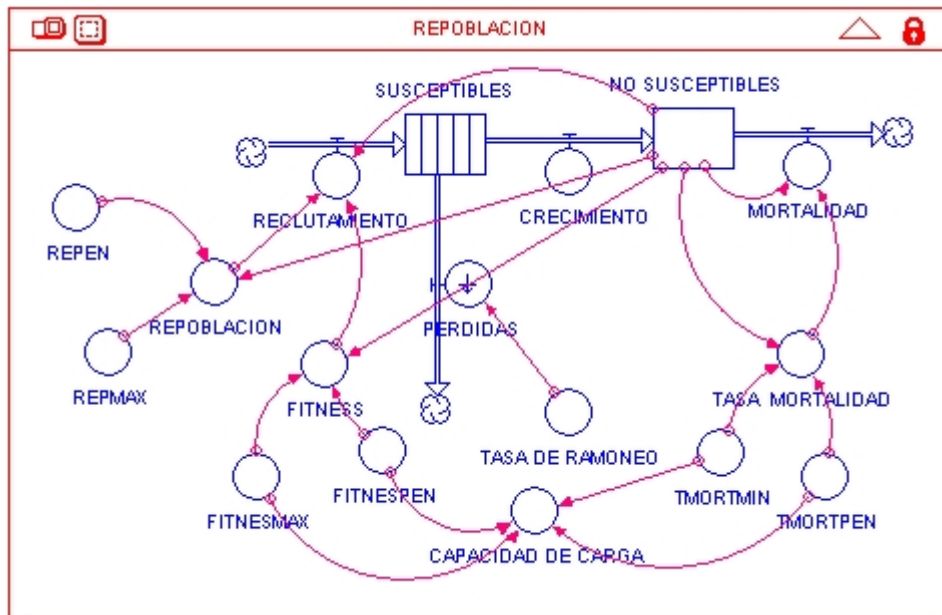 REPOBLACION
SUSCEPTIBLES
NO SUSCEPTIBLES
RECLUTAMIENTO
CRECIMIENTO
MORTALIDAD
REPEN
REPOBLACION
PERDIDAS
REPMAX
FITNESS
TASA MORTALIDAD
TASA DE RAMONEO
FITNESPEN
FITNESMAX
TMORTMIN
TMORTPEN
CAPACIDAD DE CARGA